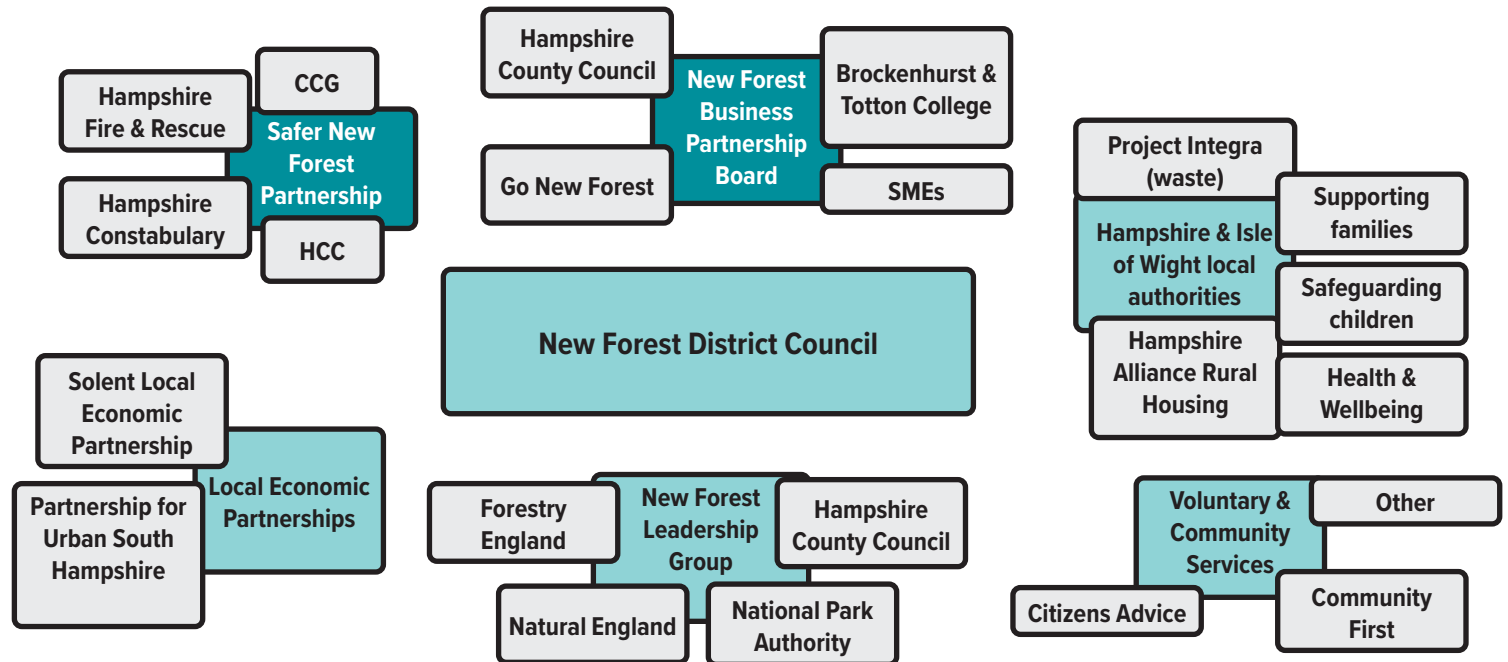 Hampshire
Fire & Rescue
CCG
Safer New
Forest
Partnership
Hampshire
Constabulary
HCC
Hampshire
County Council
New Forest
Business
Partnership
Board
Brockenhurst &
Totton College
Go New Forest
SMEs
Project Integra
(waste)
Supporting
families
Hampshire & Isle
of Wight local
authorities
Safeguarding
children
Hampshire
Alliance Rural
Housing
Health &
Wellbeing
New Forest District Council
Solent Local
Economic
Partnership
Local Economic
Partnerships
Partnership for
Urban South
Hampshire
Forestry
England
New Forest
Leadership
Group
Hampshire
County Council
Natural England
National Park
Authority
Voluntary &
Community
Services
Other
Citizens Advice
Community
First